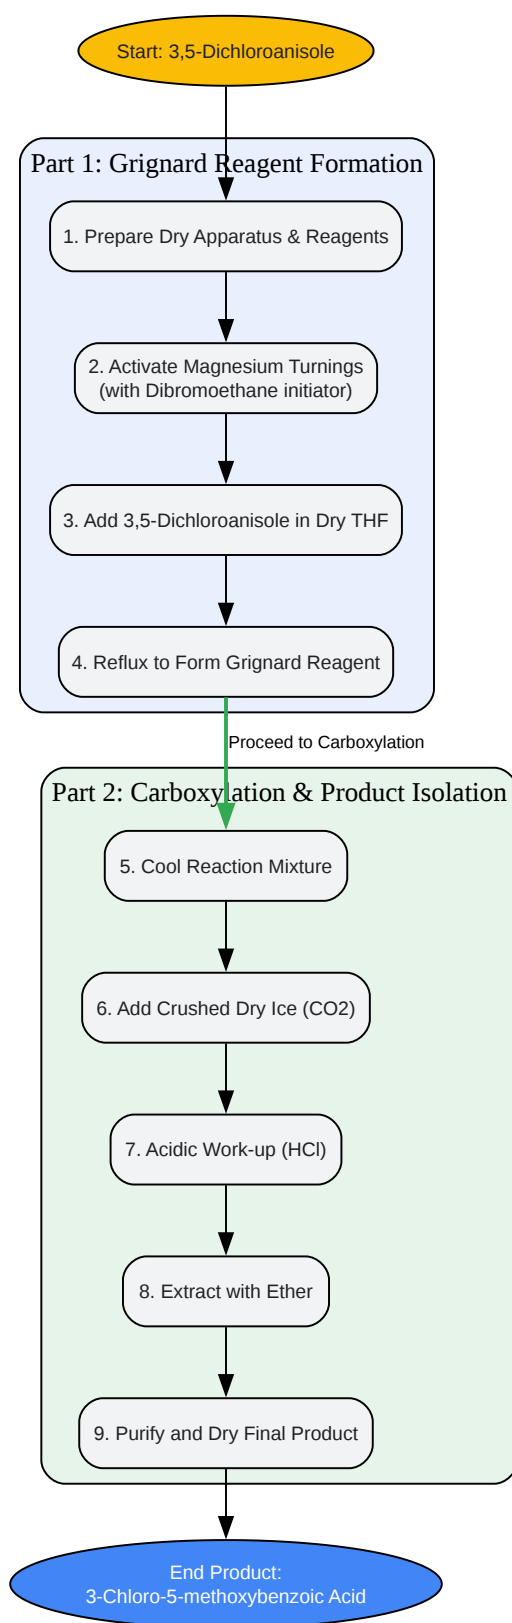 Start: 3,5-Dichloroanisole
Part 1: Grignard Reagent Formation
1. Prepare Dry Apparatus & Reagents
2. Activate Magnesium Turnings
(with Dibromoethane initiator)
3. Add 3,5-Dichloroanisole in Dry THF
4. Reflux to Form Grignard Reagent
Proceed to Carboxylation
Part 2: Carboxylation & Product Isolation
5. Cool Reaction Mixture
6. Add Crushed Dry Ice (CO2)
7. Acidic Work-up (HCl)
8. Extract with Ether
9. Purify and Dry Final Product
End Product:
3-Chloro-5-methoxybenzoic Acid